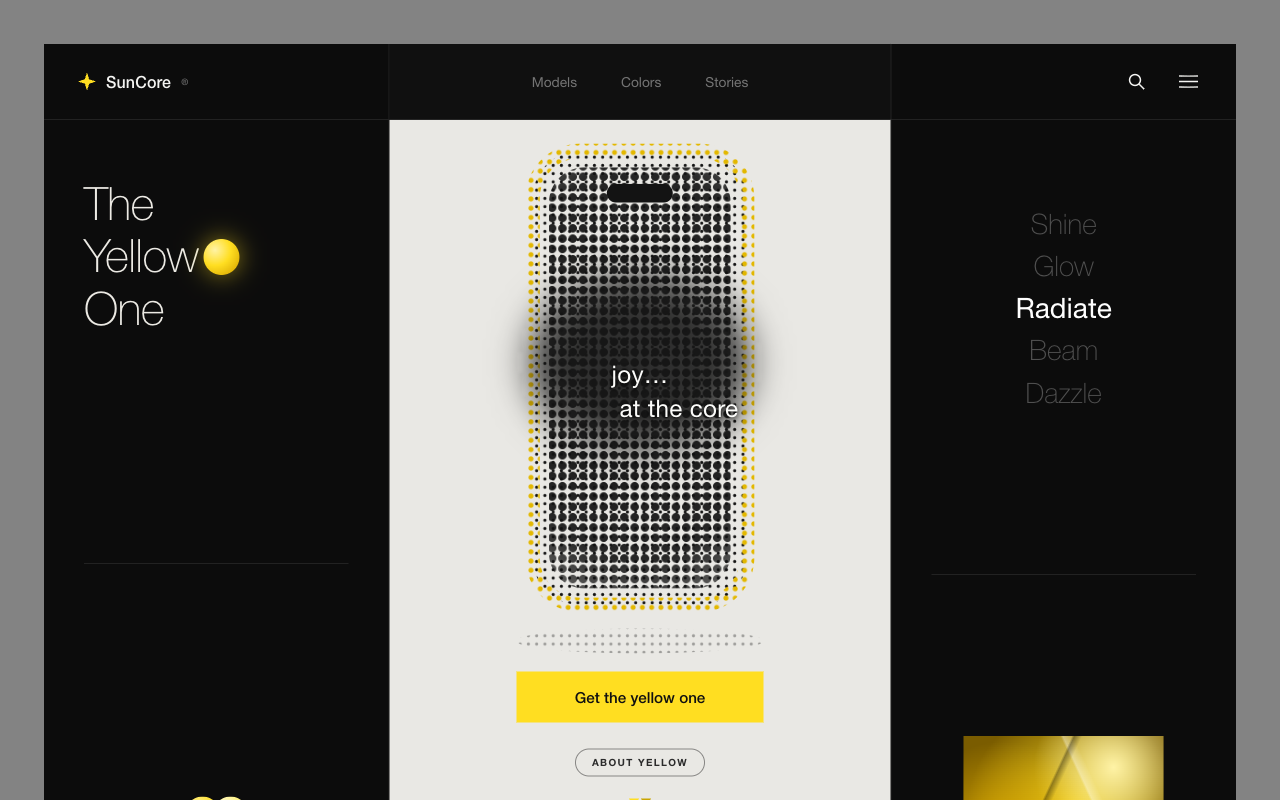 SunCore ®
Models
Colors
Stories
The
Yellow
One
joy...
at the core
Shine
Glow
Radiate
Beam
Dazzle
Get the yellow one
ABOUT YELLOW